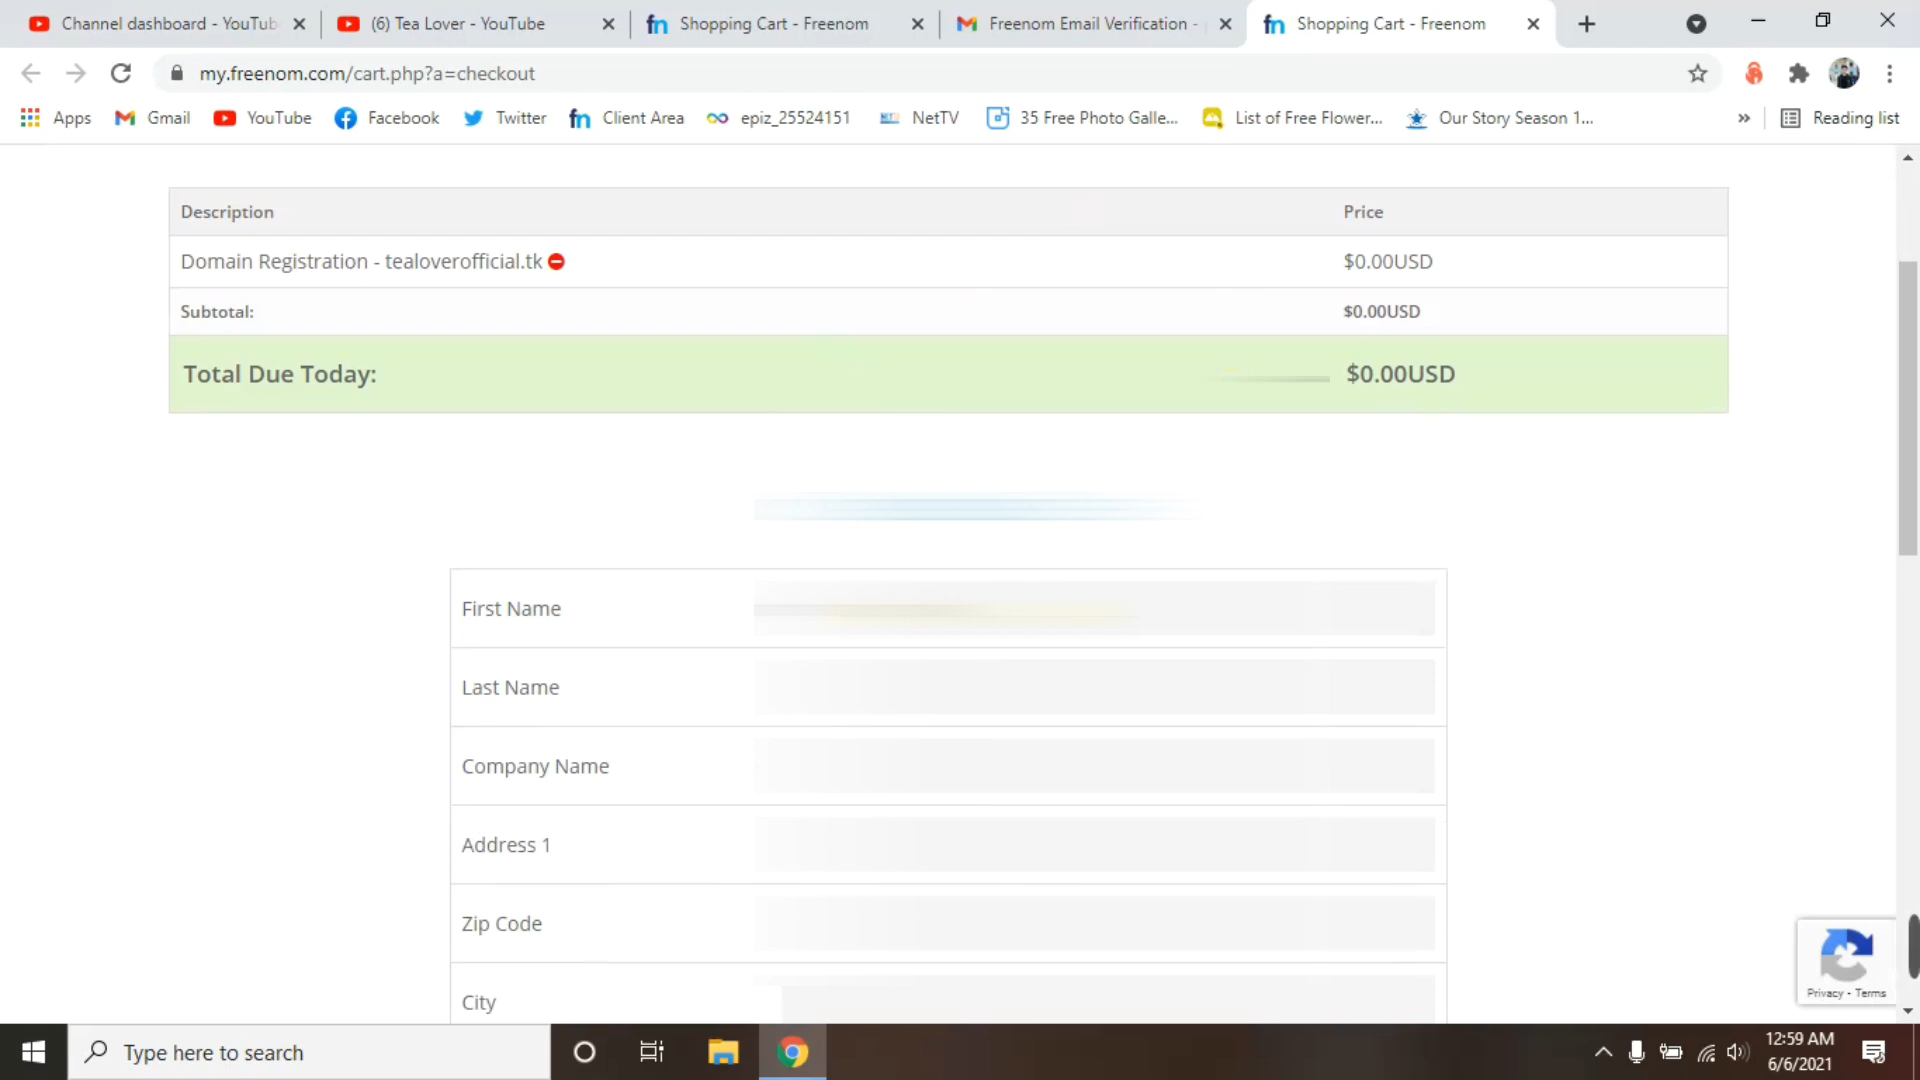 Channel dashboard - YouTub
(6) Tea Lover - YouTube
Shopping Cart - Freenom
Freenom Email Verification -
Shopping Cart - Freenom
my.freenom.com/cart.php?a=checkout
Apps Gmail YouTube Facebook Twitter Client Area epiz_25524151 NetTV 35 Free Photo Galle... List of Free Flower... Our Story Season 1... » Reading list
Description Price
Domain Registration - tealoverofficial.tk $0.00USD
Subtotal: $0.00USD
Total Due Today: $0.00USD
First Name
Last Name
Company Name
Address 1
Zip Code
City
Privacy - Terms
Type here to search
12:59 AM
6/6/2021